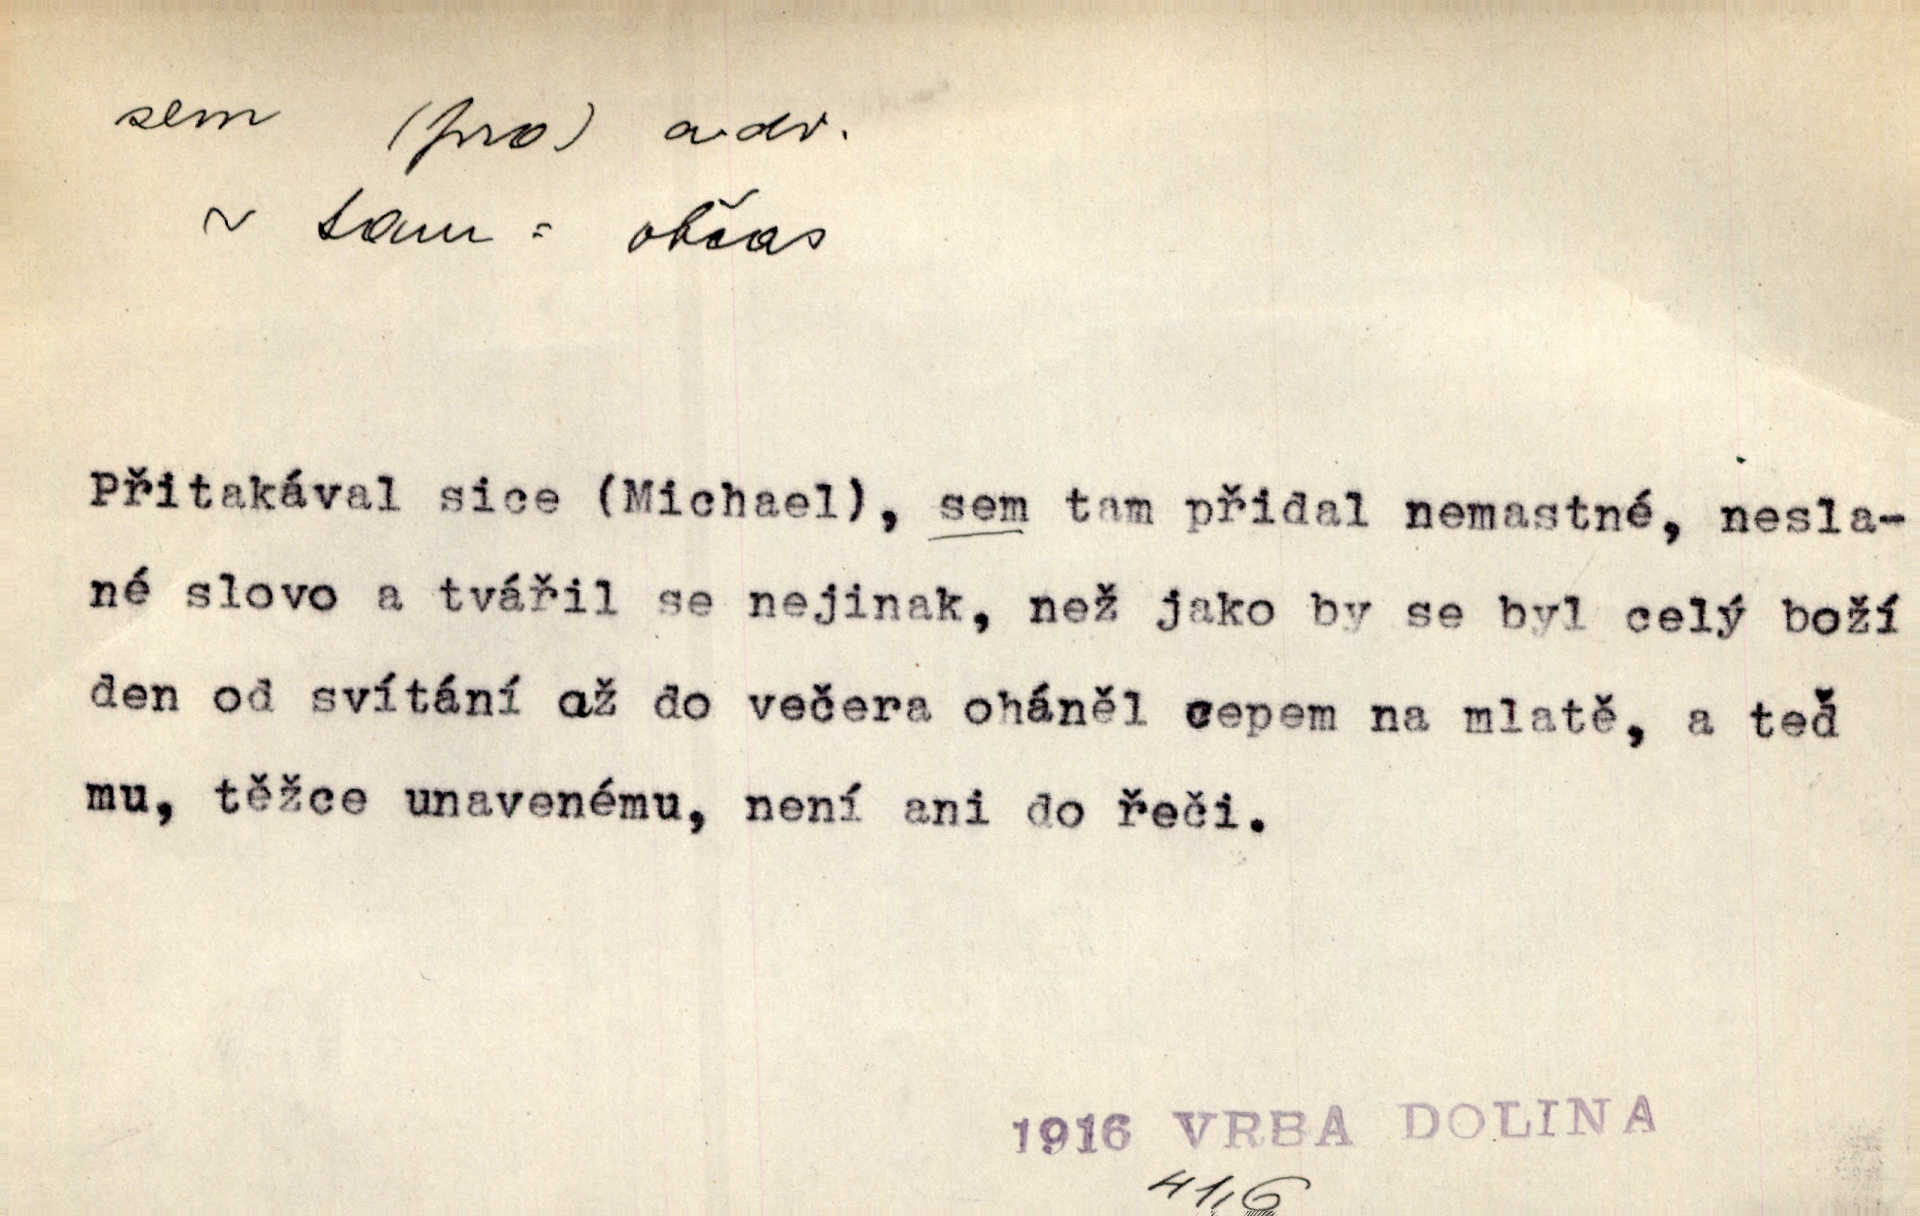 sem (pro) adv.
~ tam = občas
Přitakával sice (Michael), sem tam přidal nemastné, nesla-
né slovo a tvářil se nejinak, než jako by se byl celý boží
den od svítání až do večera oháněl cepem na mlatě, a teď
mu, těžce unavenému, není ani do řeči.
1916 VRBA DOLINA